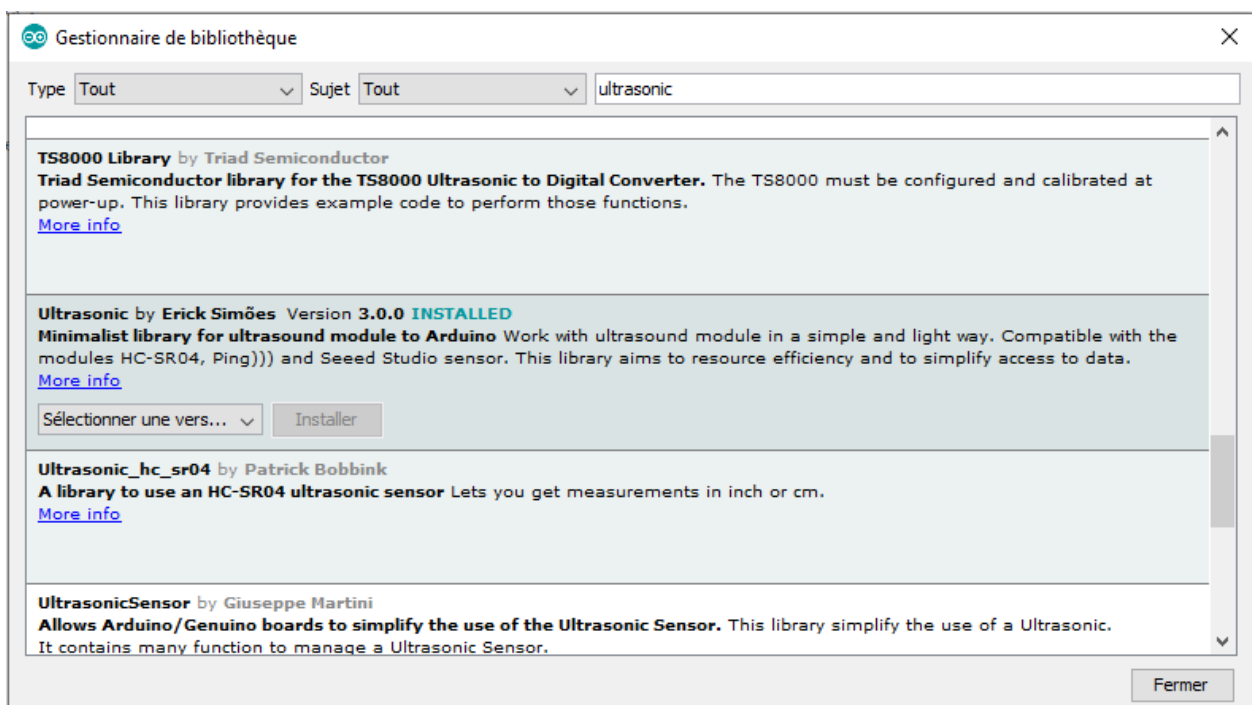 Gestionnaire de bibliothèque
Type Tout Sujet Tout ultrasonic
TS8000 Library by Triad Semiconductor
Triad Semiconductor library for the TS8000 Ultrasonic to Digital Converter. The TS8000 must be configured and calibrated at
power-up. This library provides example code to perform those functions.
More info
Ultrasonic by Erick Simões Version 3.0.0 INSTALLED
Minimalist library for ultrasound module to Arduino Work with ultrasound module in a simple and light way. Compatible with the
modules HC-SR04, Ping))) and Seeed Studio sensor. This library aims to resource efficiency and to simplify access to data.
More info
Sélectionner une vers... Installer
Ultrasonic_hc_sr04 by Patrick Bobbink
A library to use an HC-SR04 ultrasonic sensor Lets you get measurements in inch or cm.
More info
UltrasonicSensor by Giuseppe Martini
Allows Arduino/Genuino boards to simplify the use of the Ultrasonic Sensor. This library simplify the use of a Ultrasonic.
It contains many function to manage a Ultrasonic Sensor.
Fermer